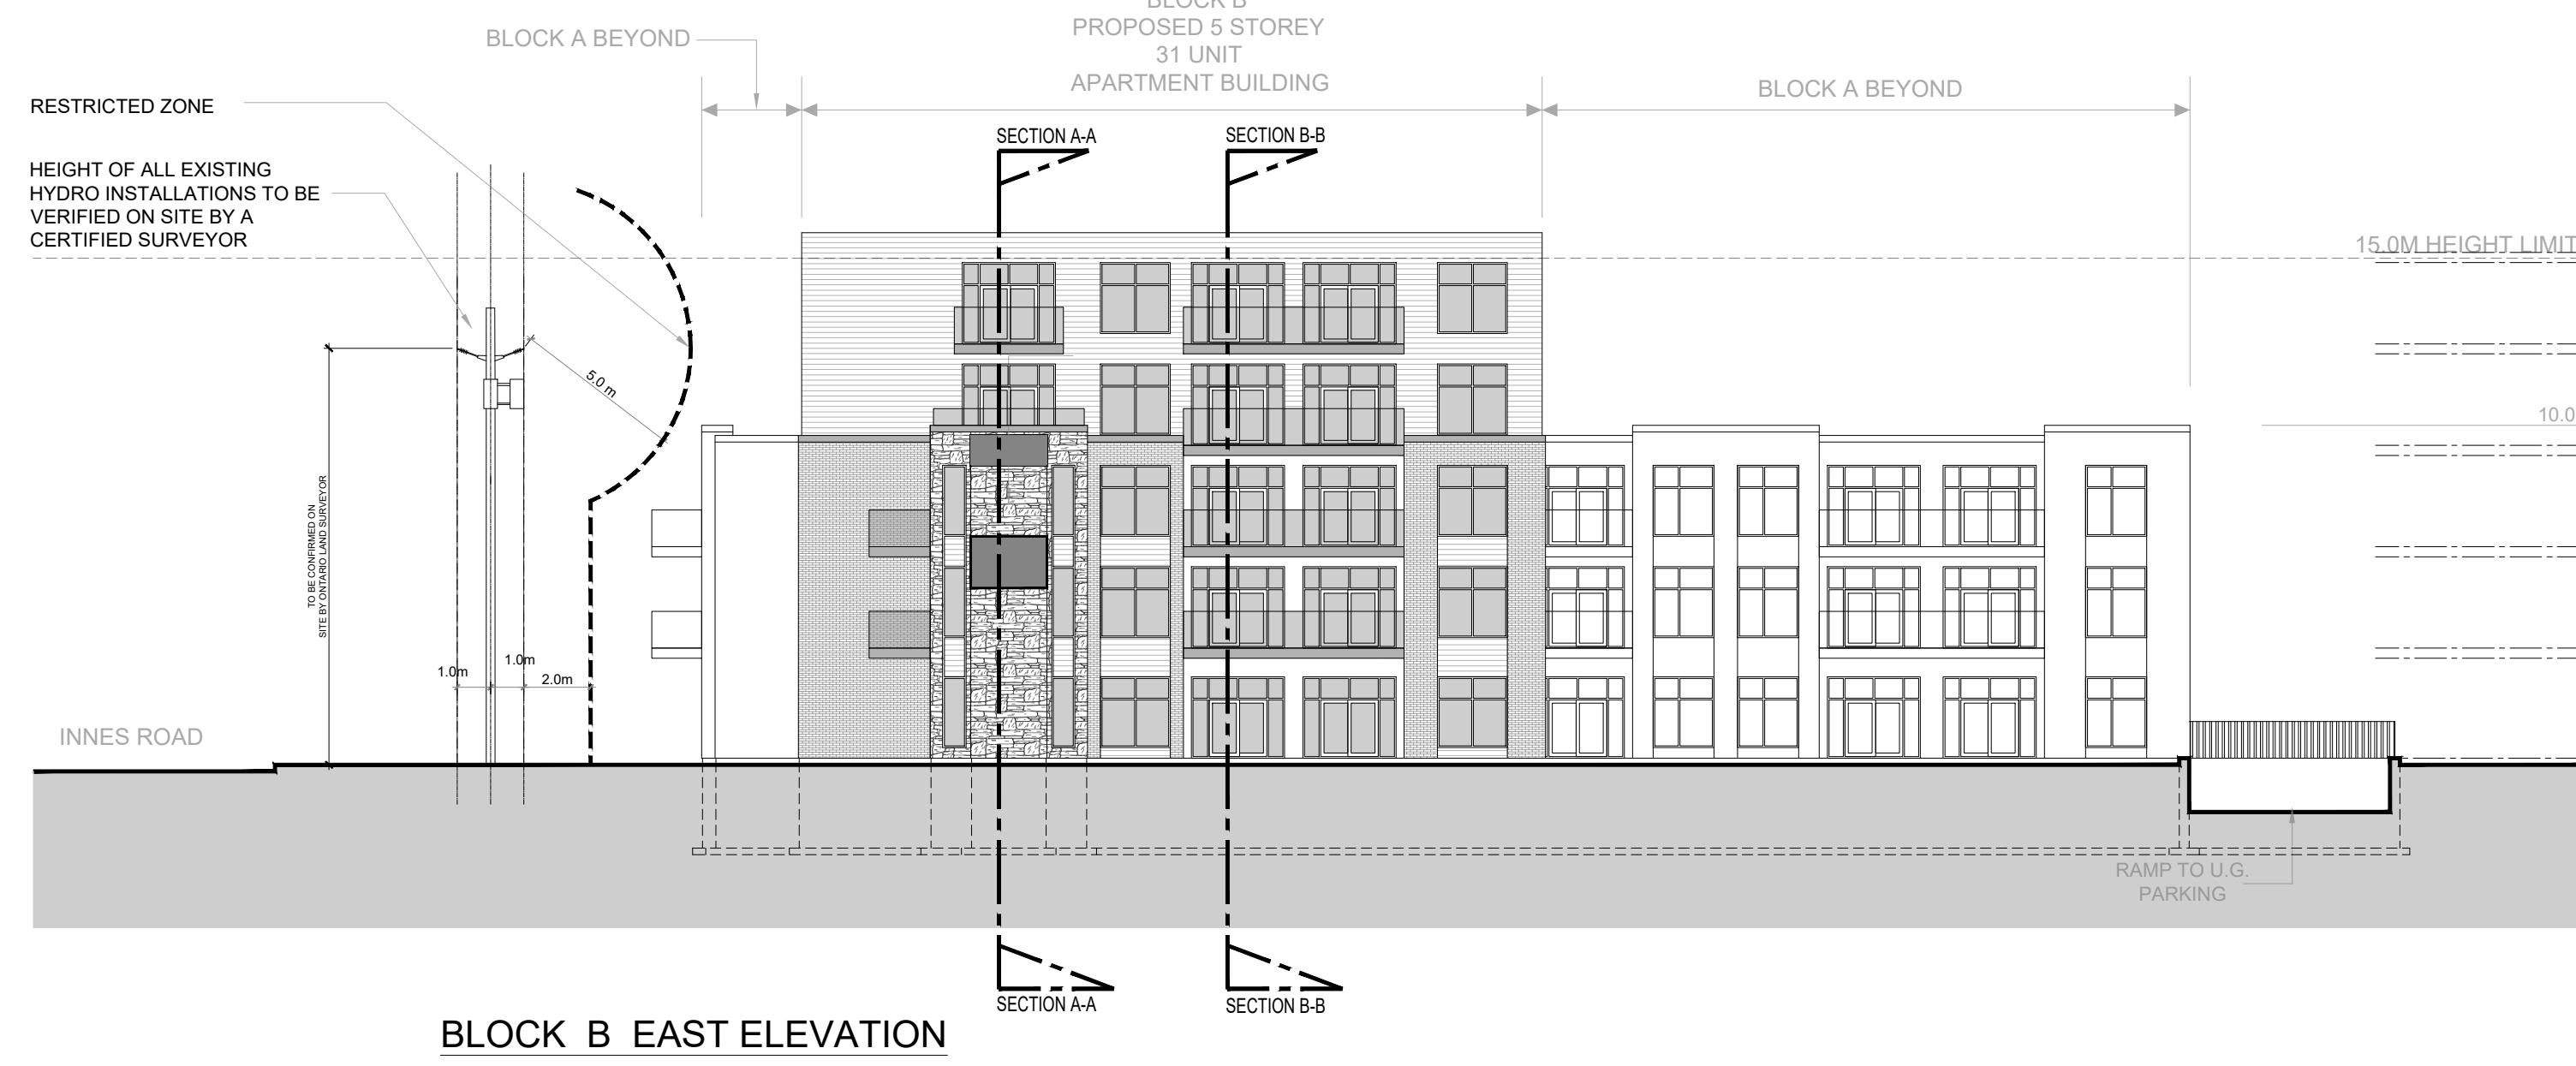 BLOCK B
PROPOSED 5 STOREY
31 UNIT
APARTMENT BUILDING
BLOCK A BEYOND
BLOCK A BEYOND
RESTRICTED ZONE
SECTION A-A
SECTION B-B
HEIGHT OF ALL EXISTING
HYDRO INSTALLATIONS TO BE
VERIFIED ON SITE BY A
CERTIFIED SURVEYOR
15.0M HEIGHT LIMIT
5.0 m
10.0
TO BE CONFIRMED ON
SITE BY ONTARIO LAND SURVEYOR
1.0m
1.0m
2.0m
INNES ROAD
RAMP TO U.G.
PARKING
SECTION A-A
SECTION B-B
BLOCK B EAST ELEVATION